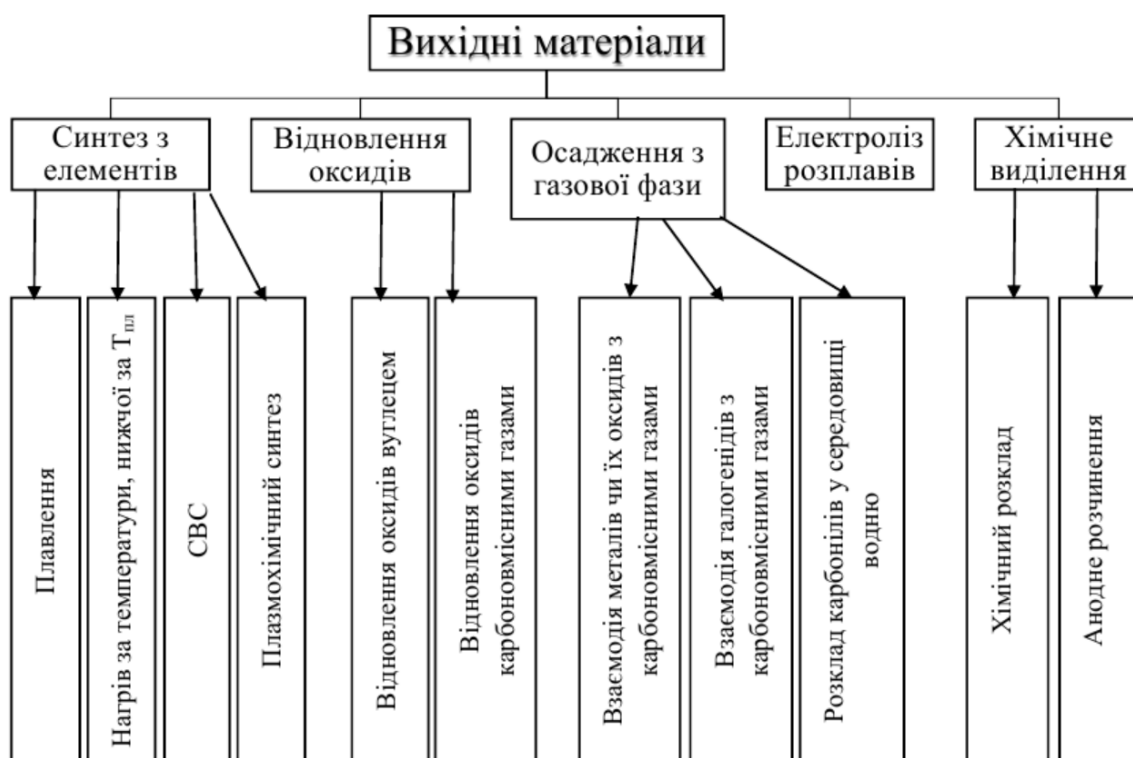 Вихідні матеріали
Синтез з
елементів
Відновлення
оксидів
Осадження з
газової фази
Електроліз
розплавів
Хімічне
виділення
Плавлення
Нагрів за температури, нижчої за Tпл
СВС
Плазмохімічний синтез
Відновлення оксидів вуглецем
Відновлення оксидів
карбоновмісними газами
Взаємодія металів чи їх оксидів з
карбоновмісними газами
Взаємодія галогенідів з
карбоновмісними газами
Розклад карбонілів у середовищі
водню
Хімічний розклад
Анодне розчинення